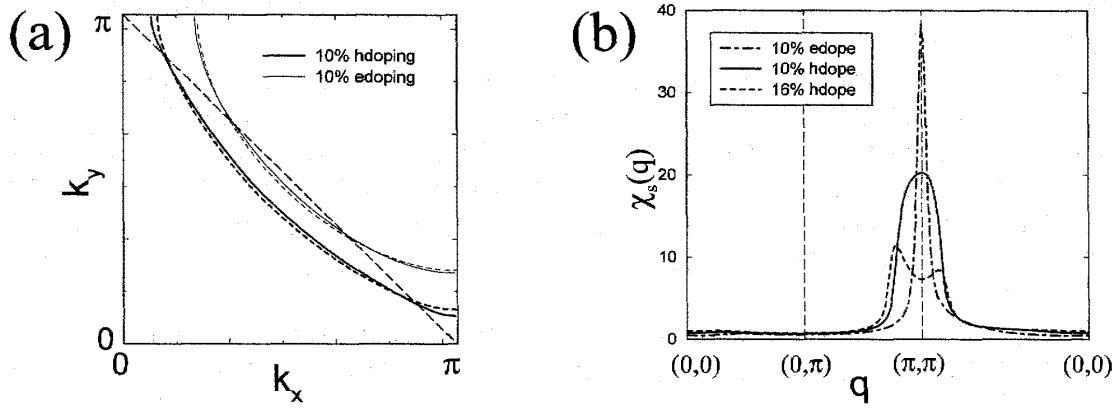 (a)
π
10% hdoping
10% edoping
k_y
0
0
π
k_x
(b)
40
10% edope
10% hdope
16% hdope
30
χ_s(q)
20
10
0
(0,0)
(0,π)
(π,π)
(0,0)
q